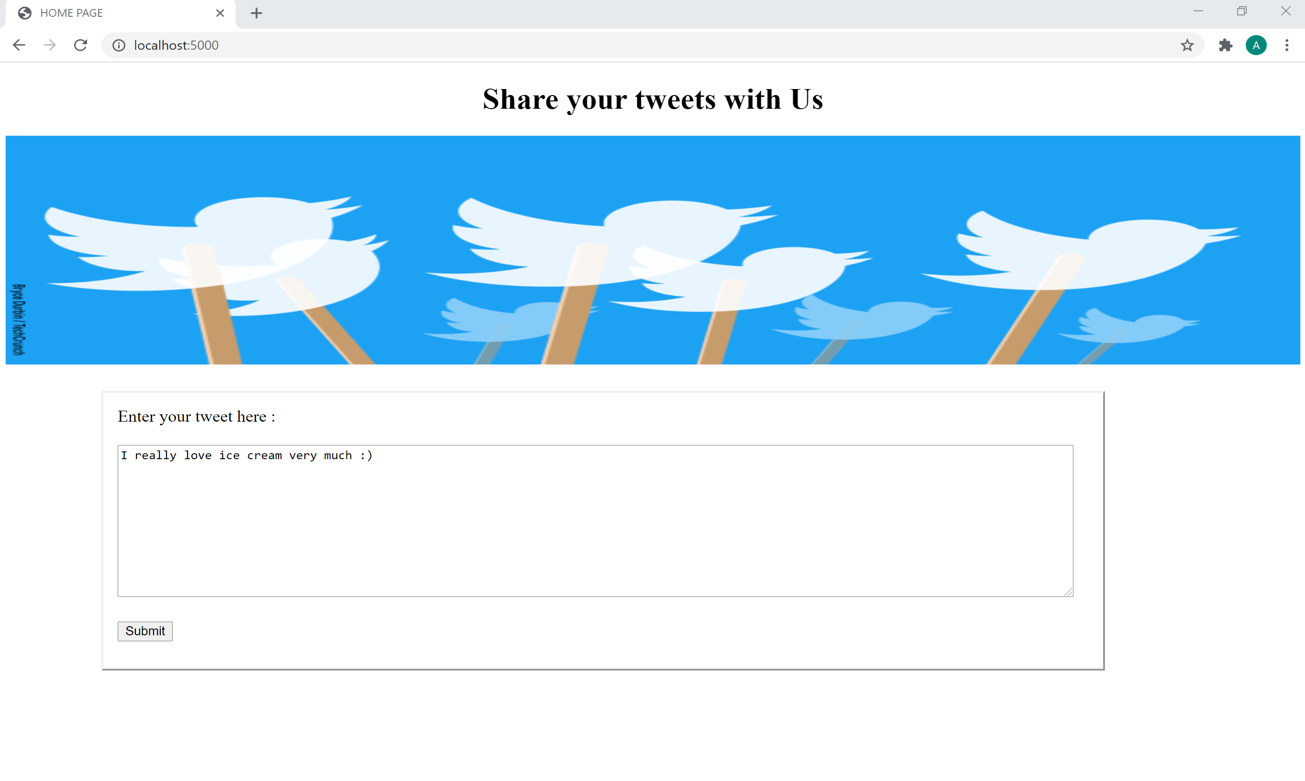 HOME PAGE
localhost:5000
A
Share your tweets with Us
Bryce Durbin / TechCrunch
Enter your tweet here :
I really love ice cream very much :)
Submit